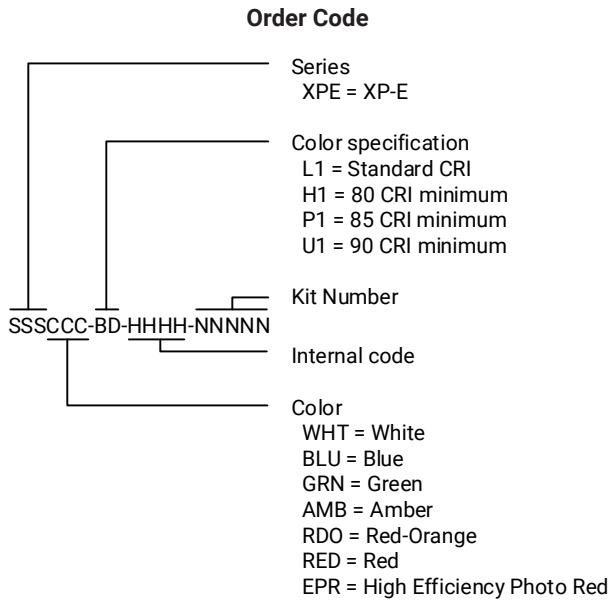 Order Code
Series
XPE = XP-E
Color specification
L1 = Standard CRI
H1 = 80 CRI minimum
P1 = 85 CRI minimum
U1 = 90 CRI minimum
Kit Number
SSSCCC-BD-HHHH-NNNNN
Internal code
Color
WHT = White
BLU = Blue
GRN = Green
AMB = Amber
RDO = Red-Orange
RED = Red
EPR = High Efficiency Photo Red